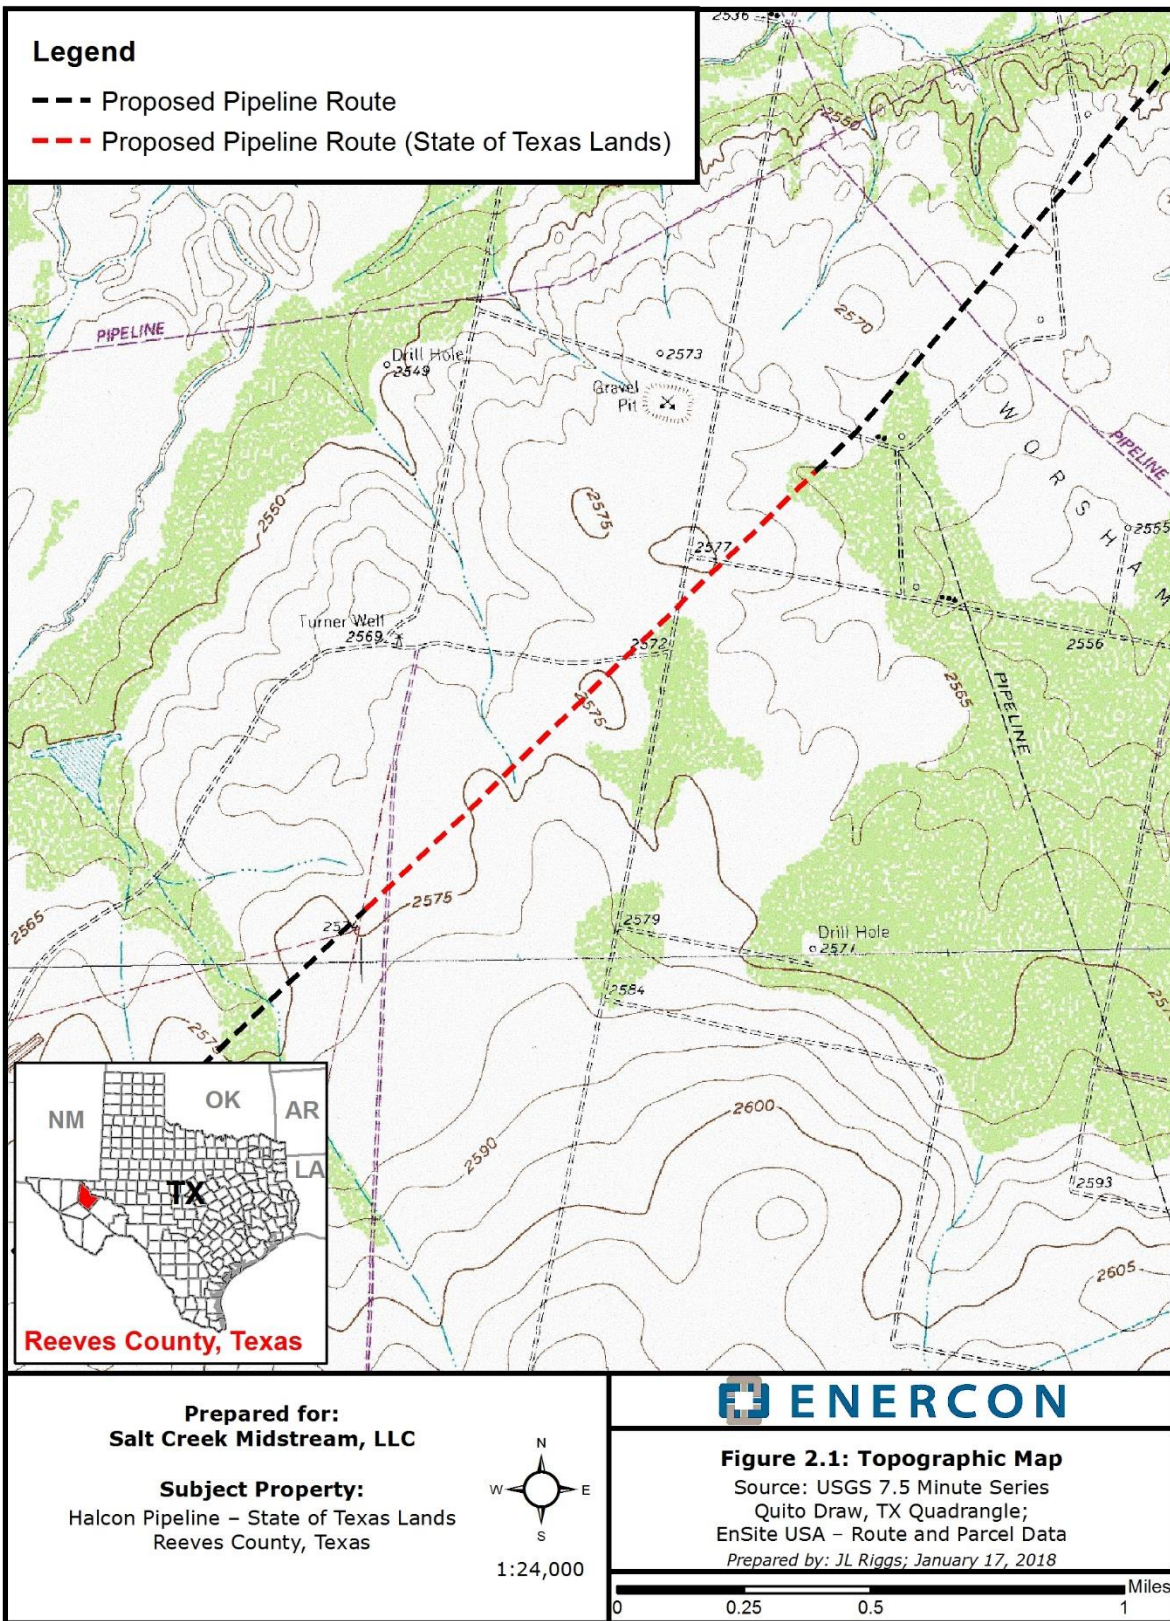 Legend
Proposed Pipeline Route
Proposed Pipeline Route (State of Texas Lands)
2536
2550
PIPELINE
2570
Drill Hole
2549
2573
Gravel
Pit
WORSHAM
PIPELINE
2550
2575
2577
2555
Turner Well
2569
2572
2556
2575
2565
PIPELINE
2575
2565
2579
Drill Hole
2571
2584
2600
2590
2593
2605
NM
OK
AR
LA
TX
Reeves County, Texas
Prepared for:
Salt Creek Midstream, LLC
Subject Property:
Halcon Pipeline – State of Texas Lands
Reeves County, Texas
N
W E
S
1:24,000
ENERCON
Figure 2.1: Topographic Map
Source: USGS 7.5 Minute Series
Quito Draw, TX Quadrangle;
EnSite USA – Route and Parcel Data
Prepared by: JL Riggs; January 17, 2018
Miles
0 0.25 0.5 1